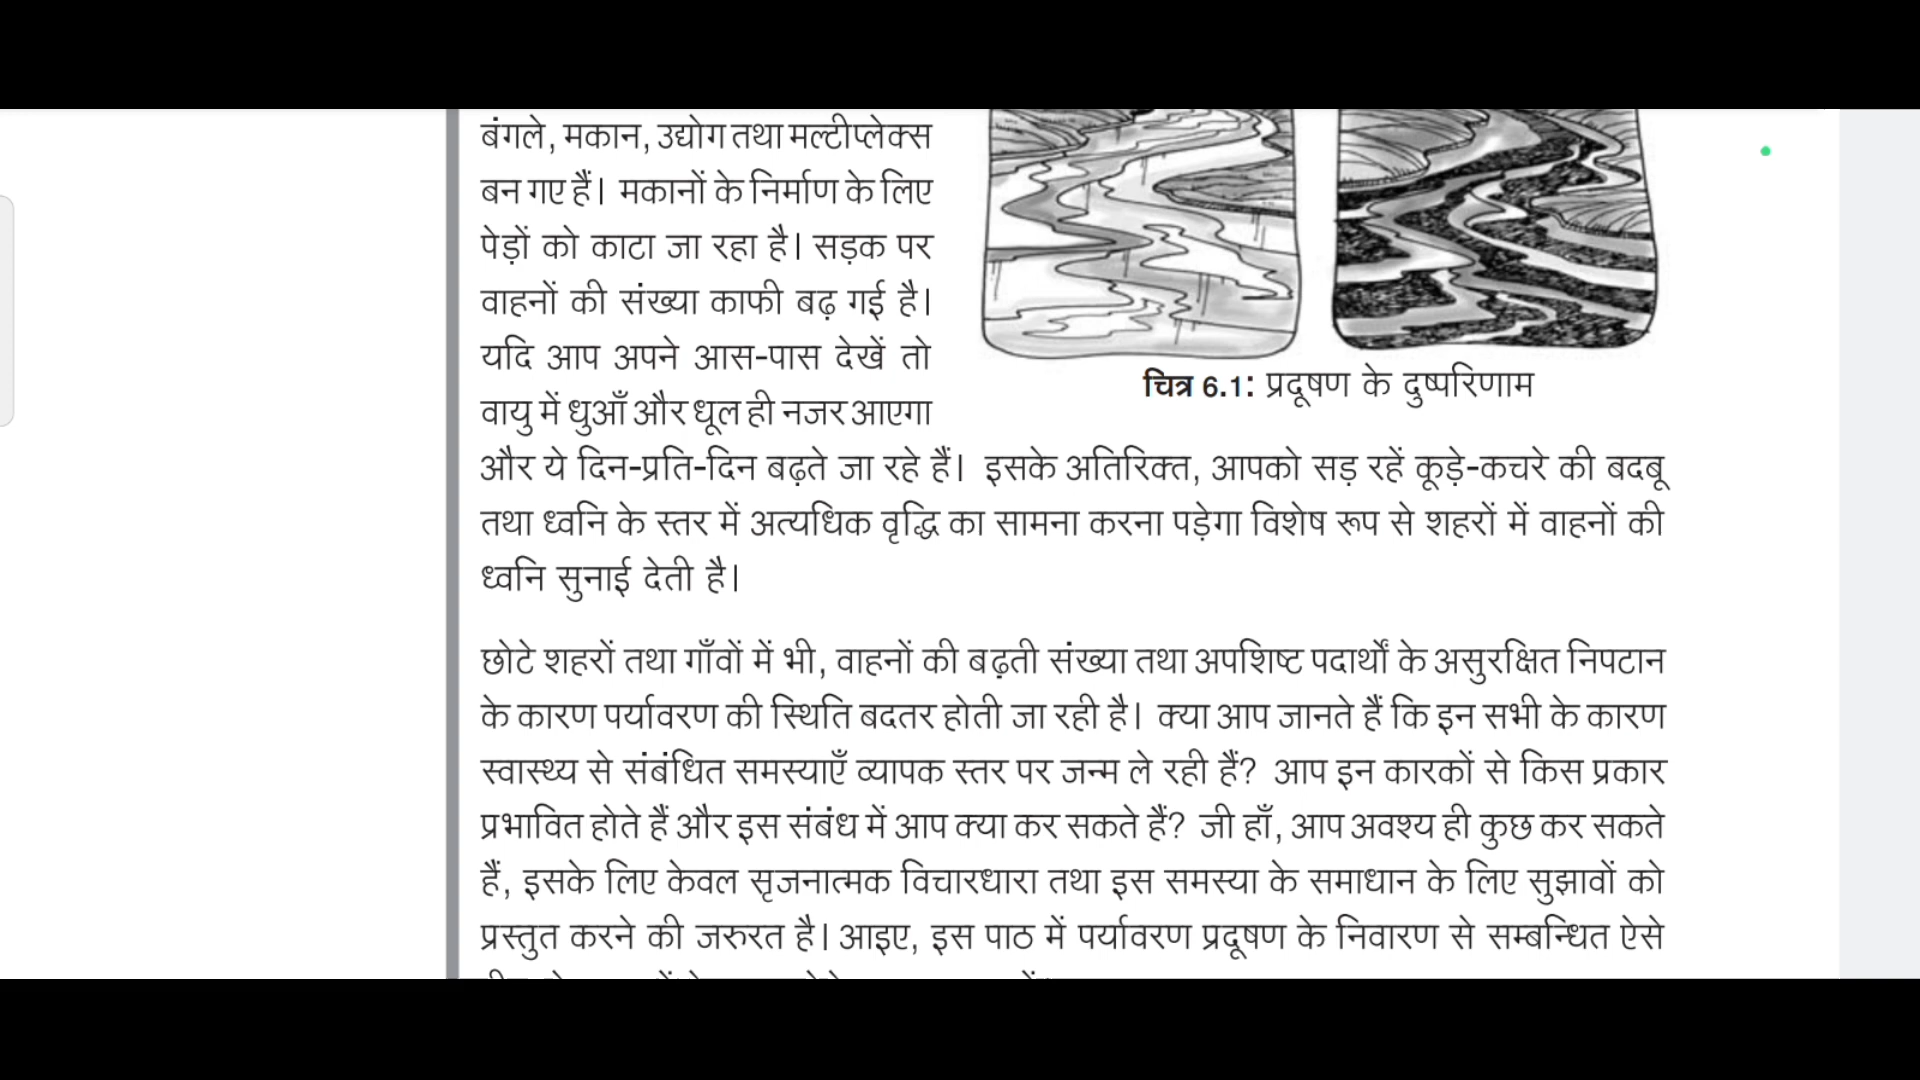 बंगले, मकान, उद्योग तथा मल्टीप्लेक्स
बन गए हैं। मकानों के निर्माण के लिए
पेड़ों को काटा जा रहा है। सड़क पर
वाहनों की संख्या काफी बढ़ गई है।
यदि आप अपने आस-पास देखें तो
वायु में धुआँ और धूल ही नजर आएगा
चित्र 6.1: प्रदूषण के दुष्परिणाम
और ये दिन-प्रति-दिन बढ़ते जा रहे हैं। इसके अतिरिक्त, आपको सड़ रहें कूड़े-कचरे की बदबू
तथा ध्वनि के स्तर में अत्यधिक वृद्धि का सामना करना पड़ेगा विशेष रूप से शहरों में वाहनों की
ध्वनि सुनाई देती है।
छोटे शहरों तथा गाँवों में भी, वाहनों की बढ़ती संख्या तथा अपशिष्ट पदार्थों के असुरक्षित निपटान
के कारण पर्यावरण की स्थिति बदतर होती जा रही है। क्या आप जानते हैं कि इन सभी के कारण
स्वास्थ्य से संबंधित समस्याएँ व्यापक स्तर पर जन्म ले रही हैं? आप इन कारकों से किस प्रकार
प्रभावित होते हैं और इस संबंध में आप क्या कर सकते हैं? जी हाँ, आप अवश्य ही कुछ कर सकते
हैं, इसके लिए केवल सृजनात्मक विचारधारा तथा इस समस्या के समाधान के लिए सुझावों को
प्रस्तुत करने की जरुरत है। आइए, इस पाठ में पर्यावरण प्रदूषण के निवारण से सम्बन्धित ऐसे